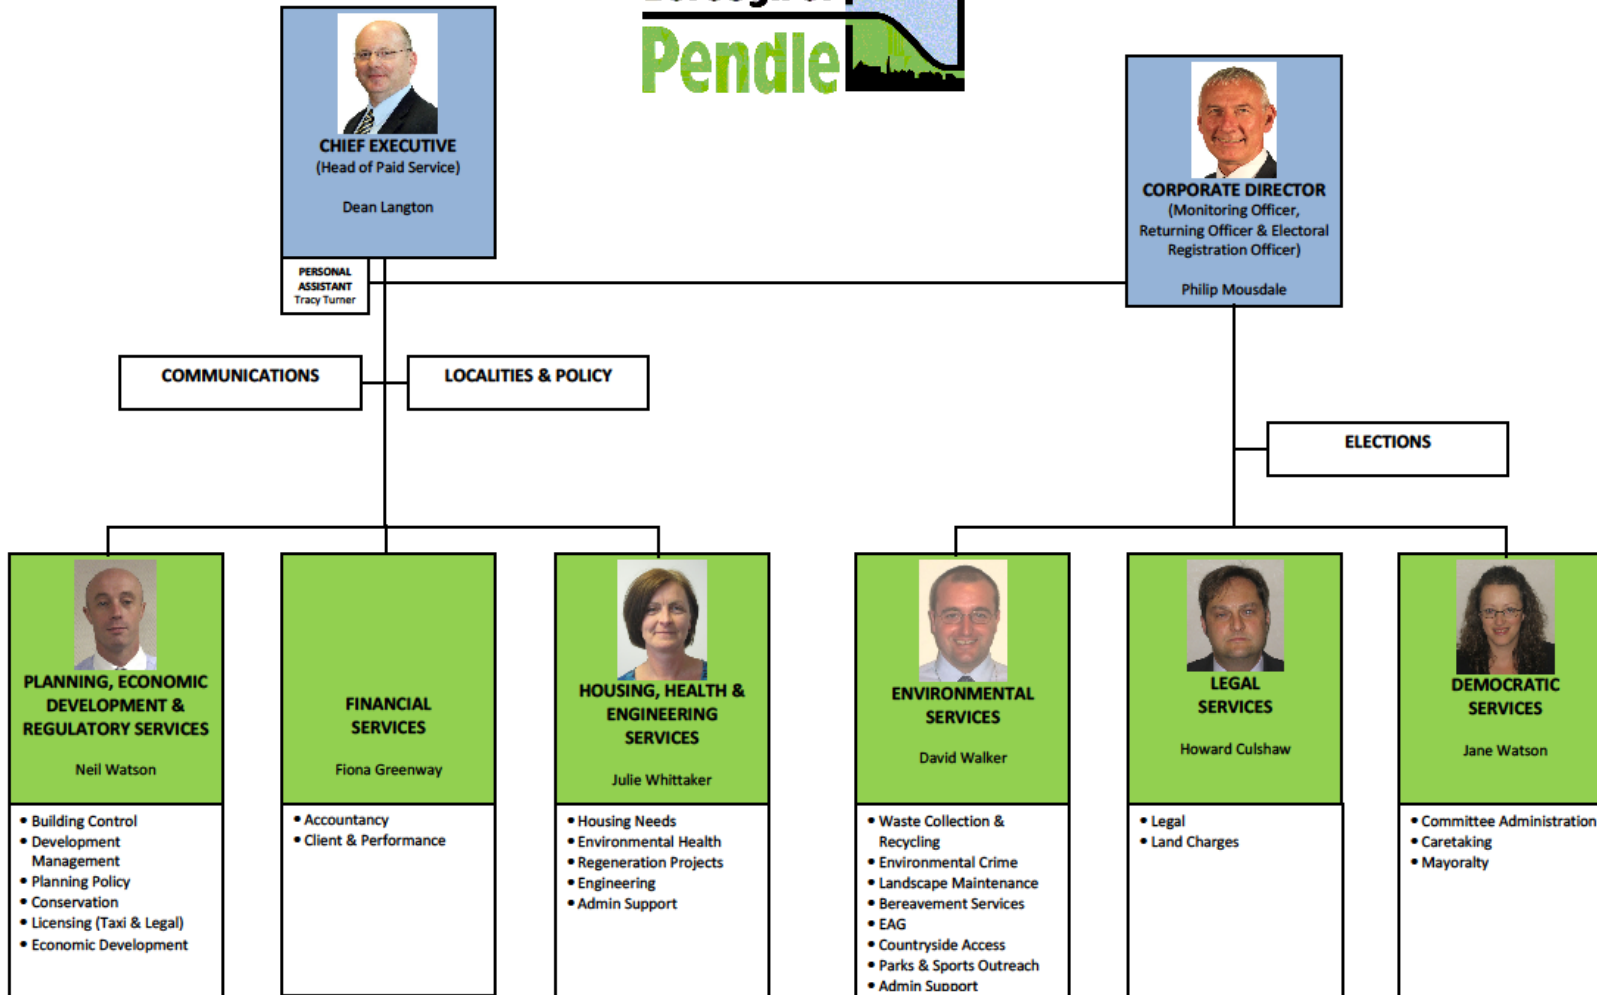 Borough of
Pendle
CHIEF EXECUTIVE
(Head of Paid Service)
Dean Langton
PERSONAL
ASSISTANT
Tracy Turner
CORPORATE DIRECTOR
(Monitoring Officer,
Returning Officer & Electoral
Registration Officer)
Philip Mousdale
COMMUNICATIONS
LOCALITIES & POLICY
ELECTIONS
PLANNING, ECONOMIC
DEVELOPMENT &
REGULATORY SERVICES
Neil Watson
• Building Control
• Development
Management
• Planning Policy
• Conservation
• Licensing (Taxi & Legal)
• Economic Development
FINANCIAL
SERVICES
Fiona Greenway
• Accountancy
• Client & Performance
HOUSING, HEALTH &
ENGINEERING
SERVICES
Julie Whittaker
• Housing Needs
• Environmental Health
• Regeneration Projects
• Engineering
• Admin Support
ENVIRONMENTAL
SERVICES
David Walker
• Waste Collection &
Recycling
• Environmental Crime
• Landscape Maintenance
• Bereavement Services
• EAG
• Countryside Access
• Parks & Sports Outreach
• Admin Support
LEGAL
SERVICES
Howard Culshaw
• Legal
• Land Charges
DEMOCRATIC
SERVICES
Jane Watson
• Committee Administration
• Caretaking
• Mayoralty